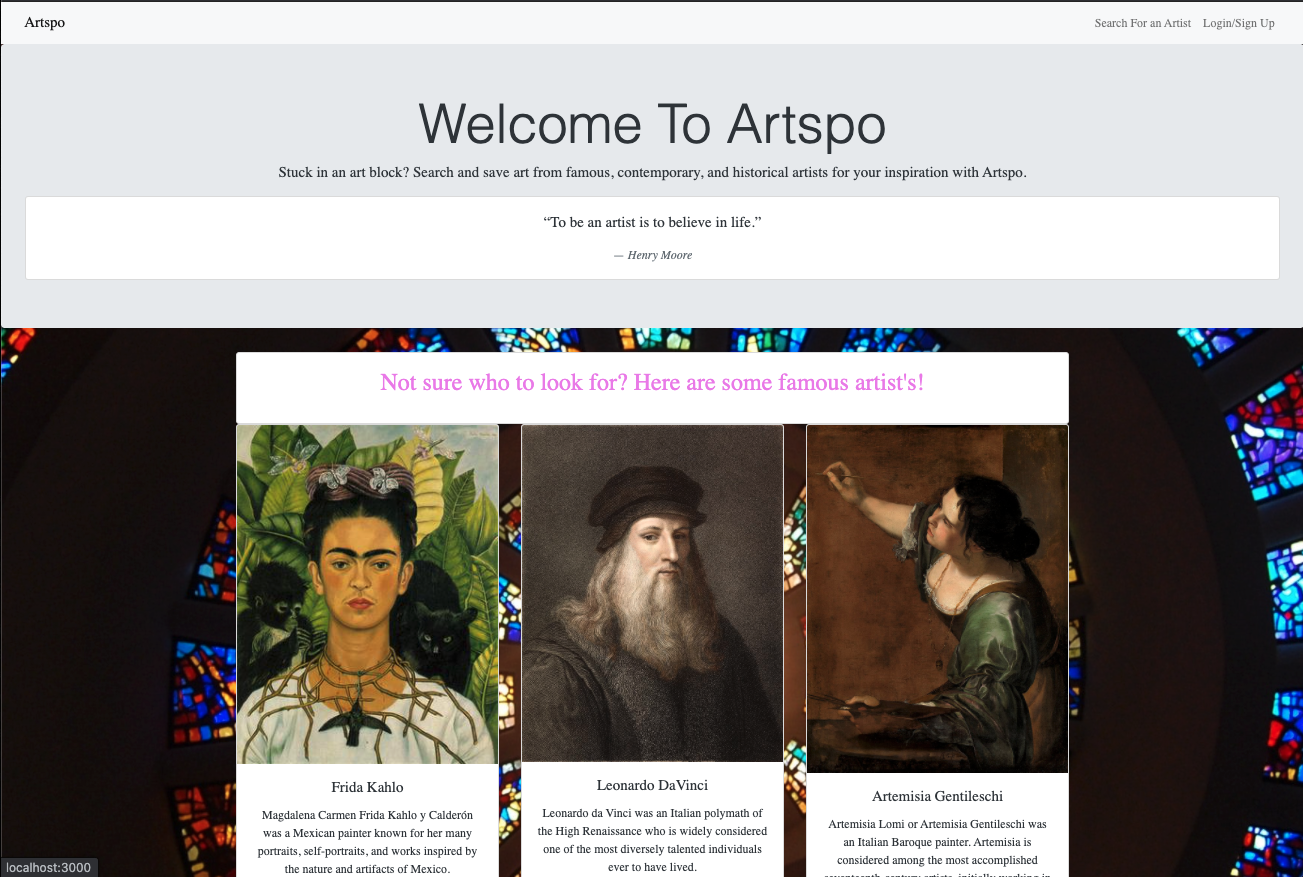 Artspo
Search For an Artist Login/Sign Up
Welcome To Artspo
Stuck in an art block? Search and save art from famous, contemporary, and historical artists for your inspiration with Artspo.
“To be an artist is to believe in life.”
— Henry Moore
Not sure who to look for? Here are some famous artist's!
Frida Kahlo
Magdalena Carmen Frida Kahlo y Calderón
was a Mexican painter known for her many
portraits, self-portraits, and works inspired by
the nature and artifacts of Mexico.
Leonardo DaVinci
Leonardo da Vinci was an Italian polymath of
the High Renaissance who is widely considered
one of the most diversely talented individuals
ever to have lived.
Artemisia Gentileschi
Artemisia Lomi or Artemisia Gentileschi was
an Italian Baroque painter. Artemisia is
considered among the most accomplished
seventeenth-century artists, initially working in
localhost:3000